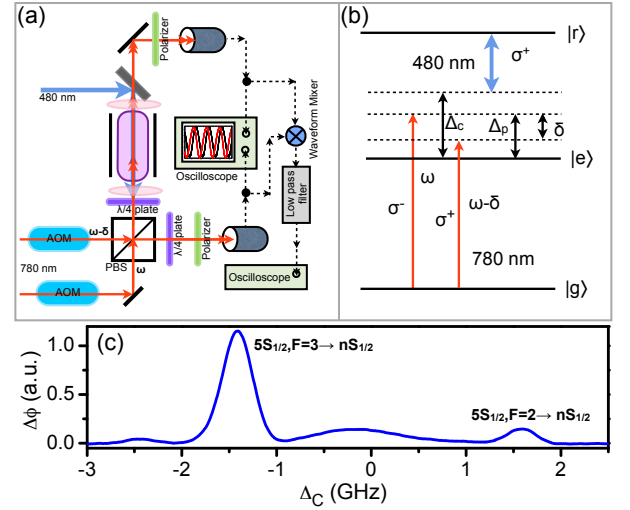 (a)
Polarizer
480 nm
Waveform Mixer
Oscilloscope
Low pass
filter
λ/4 plate
ω-δ
AOM
λ/4 plate
Polarizer
780 nm
PBS
ω
AOM
Oscilloscope
(b)
|r⟩
480 nm
σ⁺
Δc
Δp
δ
|e⟩
ω
σ⁻
σ⁺
ω-δ
780 nm
|g⟩
(c)
5S1/2,F=3→ nS1/2
5S1/2,F=2→ nS1/2
Δϕ (a.u.)
1.0
0.5
0.0
-3 -2 -1 0 1 2
ΔC (GHz)